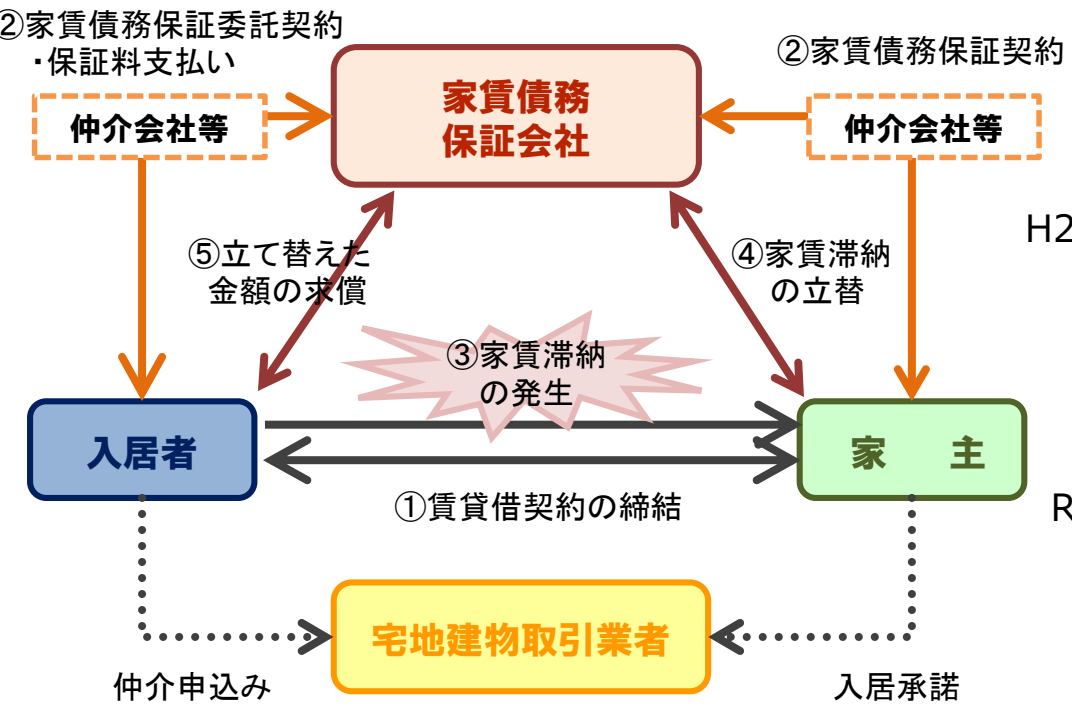 ②家賃債務保証委託契約
・保証料支払い
②家賃債務保証契約
家賃債務
保証会社
仲介会社等
仲介会社等
H2
⑤立て替えた
金額の求償
④家賃滞納
の立替
③家賃滞納
の発生
入居者
家　主
①賃貸借契約の締結
R
宅地建物取引業者
仲介申込み
入居承諾